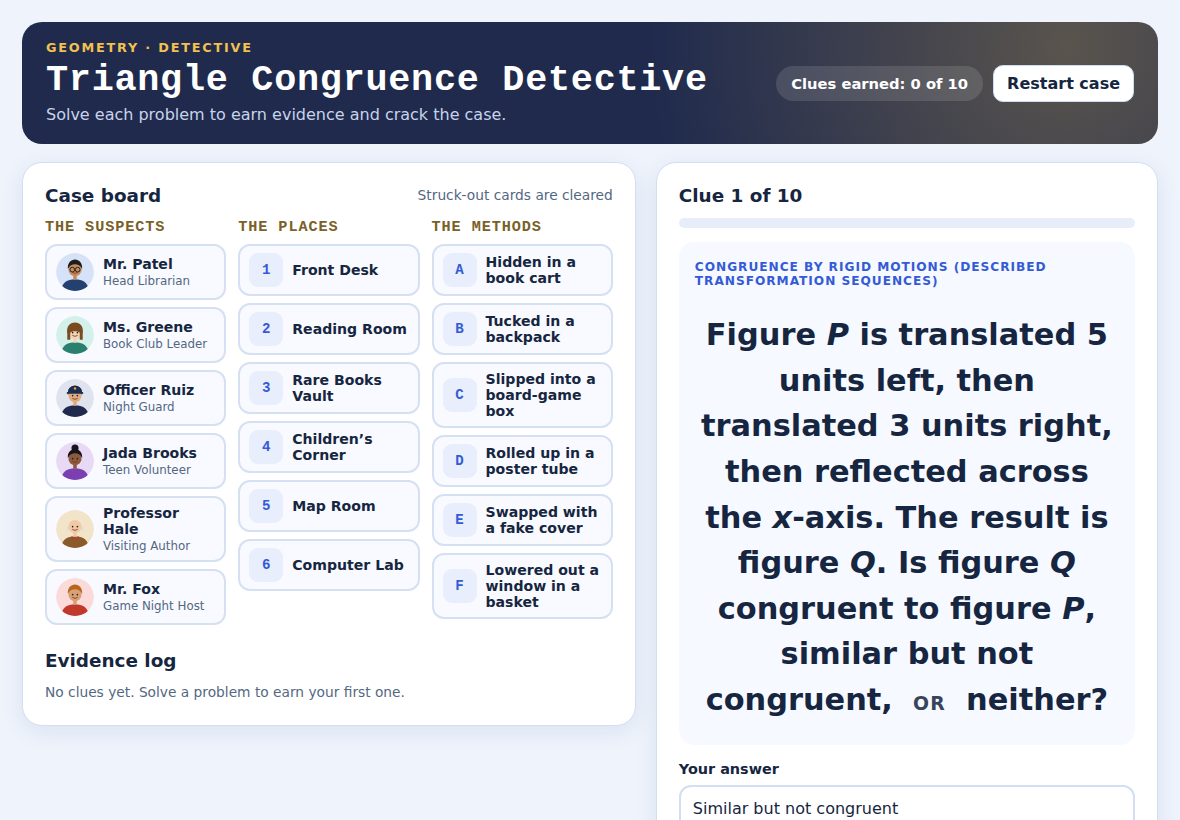 GEOMETRY · DETECTIVE
Triangle Congruence Detective
Solve each problem to earn evidence and crack the case.
Clues earned: 0 of 10
Restart case
Case board
Struck-out cards are cleared
THE SUSPECTS
Mr. Patel
Head Librarian
Ms. Greene
Book Club Leader
Officer Ruiz
Night Guard
Jada Brooks
Teen Volunteer
Professor
Hale
Visiting Author
Mr. Fox
Game Night Host
THE PLACES
1 Front Desk
2 Reading Room
3 Rare Books
Vault
4 Children’s
Corner
5 Map Room
6 Computer Lab
THE METHODS
A Hidden in a
book cart
B Tucked in a
backpack
C Slipped into a
board-game
box
D Rolled up in a
poster tube
E Swapped with
a fake cover
F Lowered out a
window in a
basket
Evidence log
No clues yet. Solve a problem to earn your first one.
Clue 1 of 10
CONGRUENCE BY RIGID MOTIONS (DESCRIBED
TRANSFORMATION SEQUENCES)
Figure P is translated 5
units left, then
translated 3 units right,
then reflected across
the x-axis. The result is
figure Q. Is figure Q
congruent to figure P,
similar but not
congruent, OR neither?
Your answer
Similar but not congruent